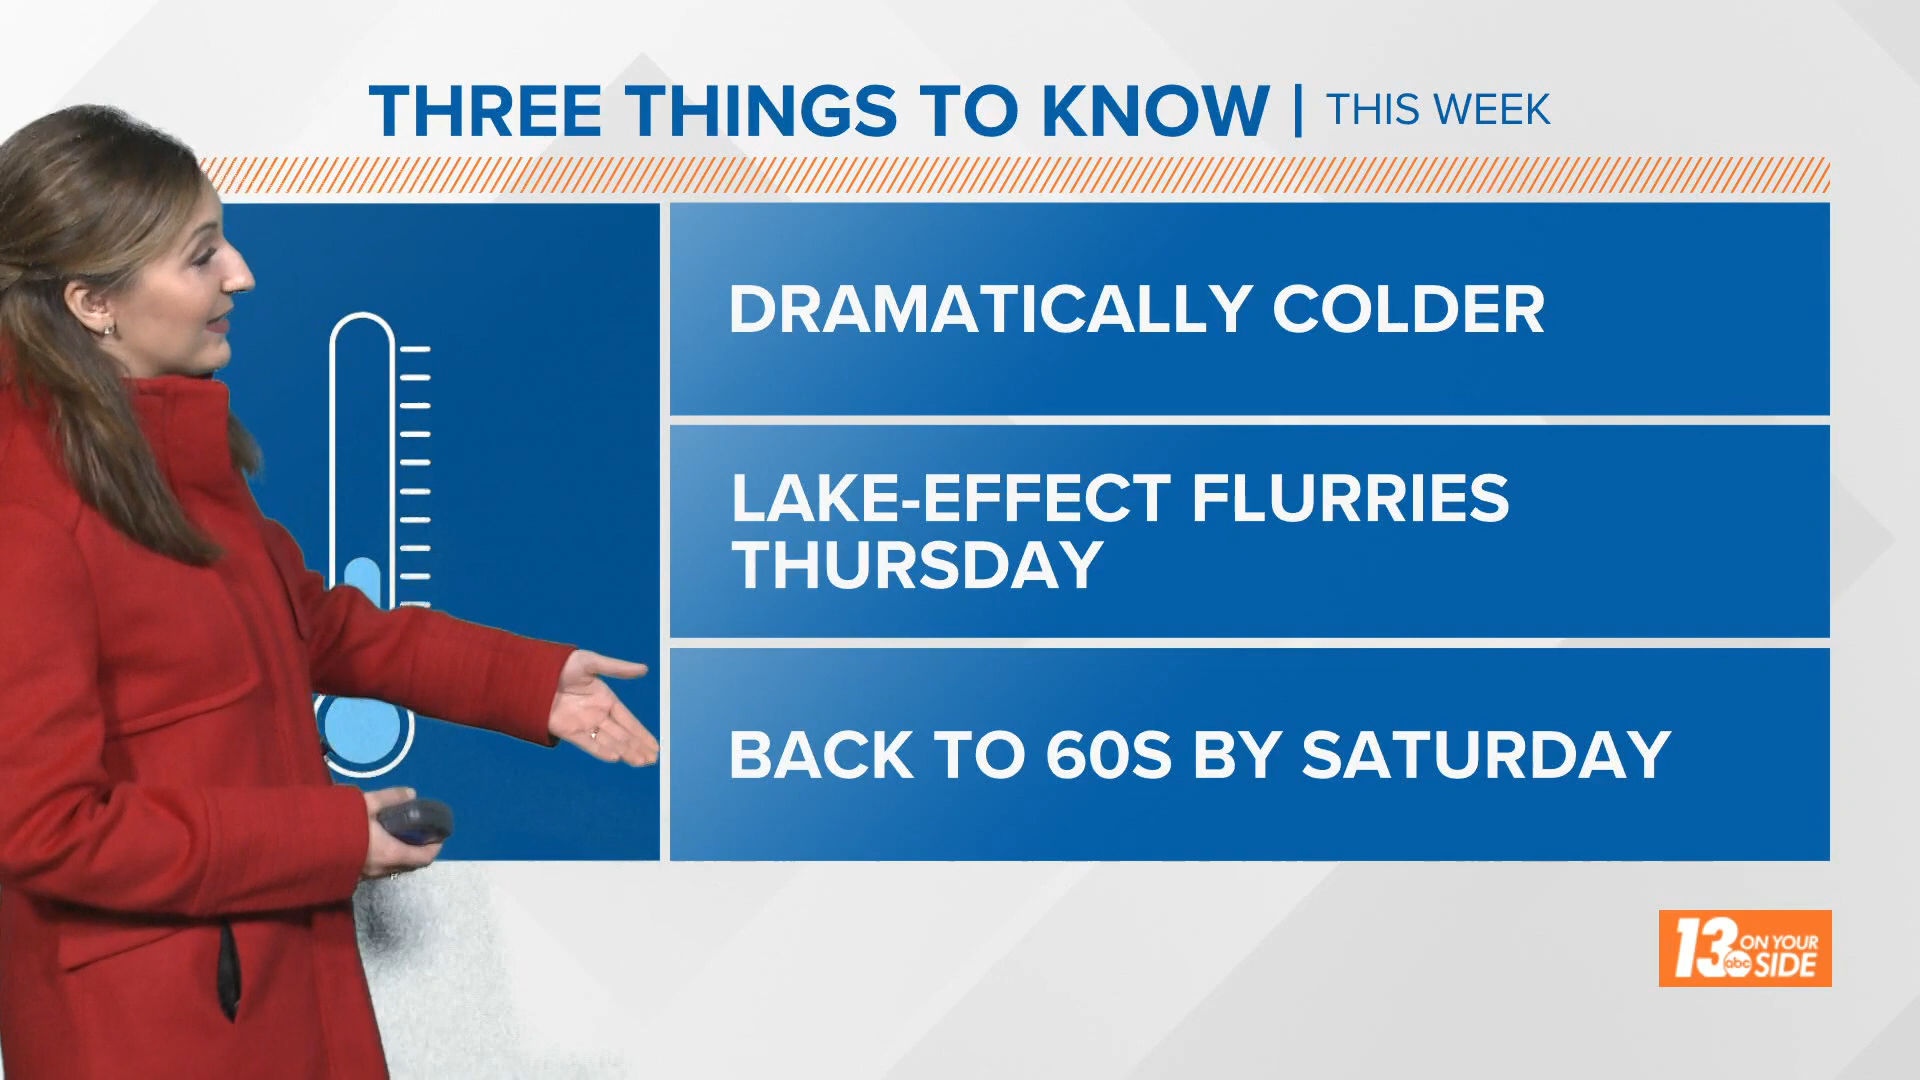 THREE THINGS TO KNOW | THIS WEEK
DRAMATICALLY COLDER
LAKE-EFFECT FLURRIES
THURSDAY
BACK TO 60S BY SATURDAY
13 ON YOUR
abc SIDE